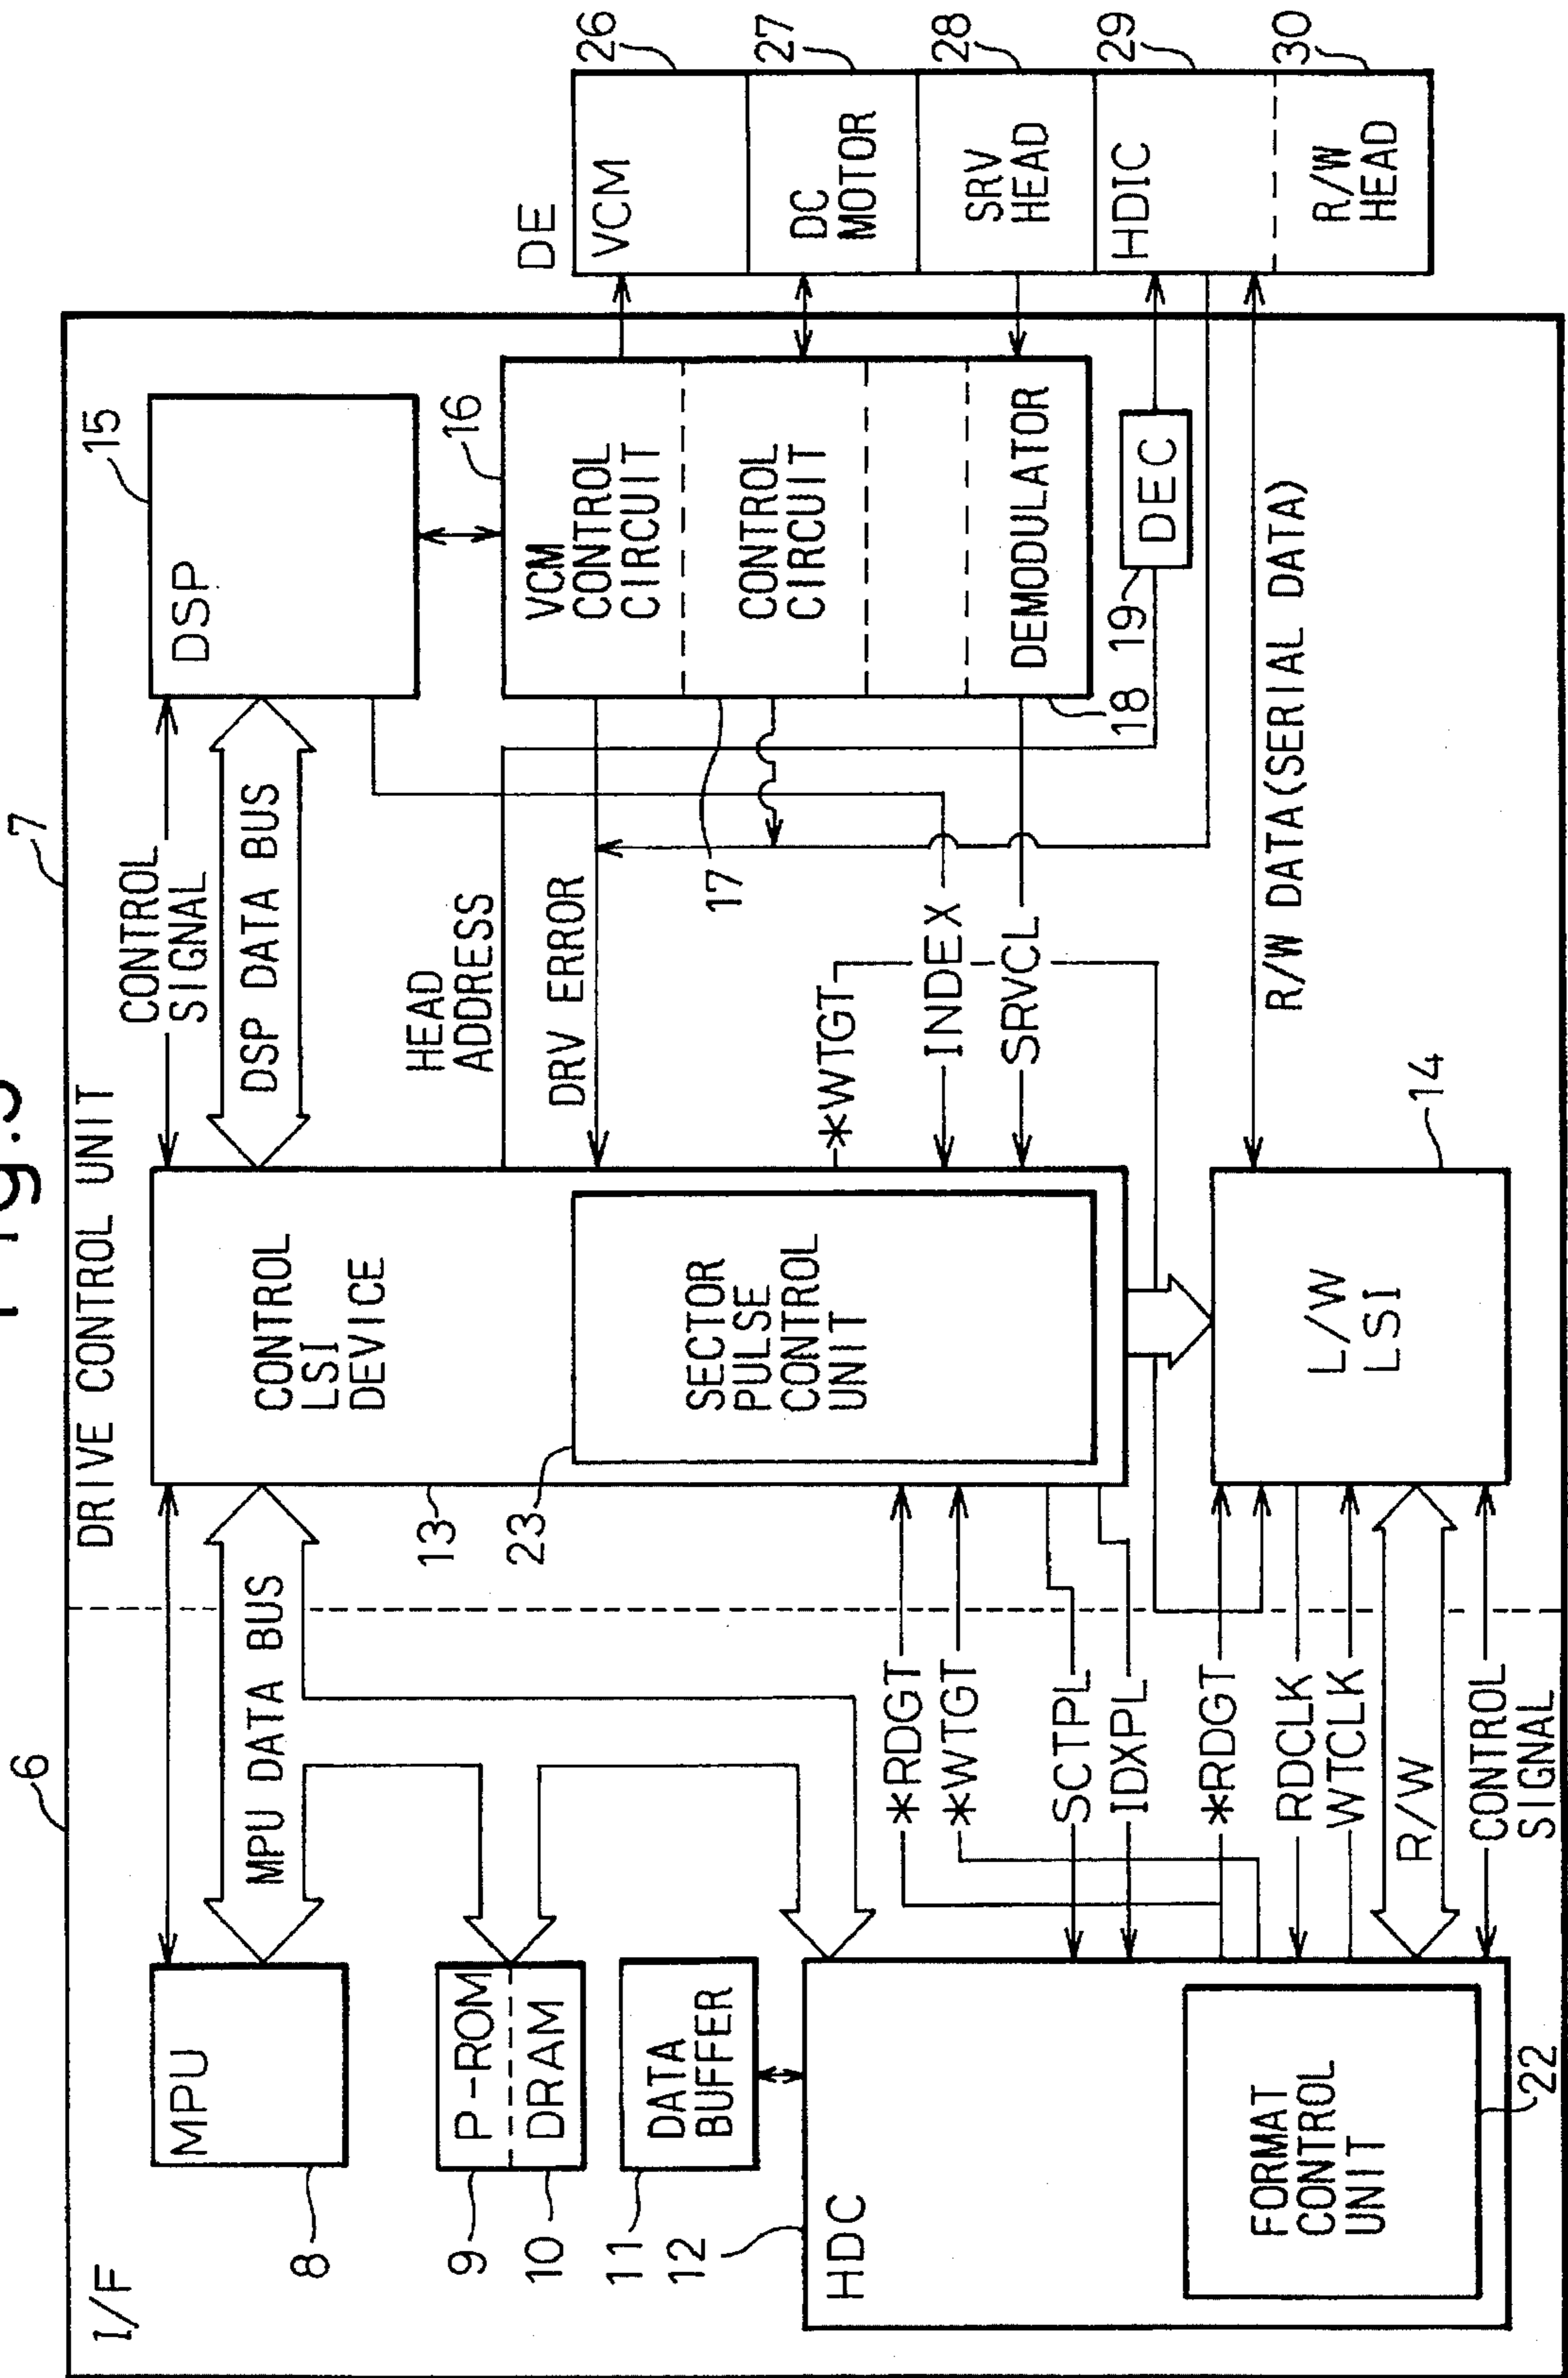 Fig.5
I/F
6
DRIVE CONTROL UNIT
7
MPU
8
P-ROM
9
DRAM
10
DATA
BUFFER
11
HDC
12
FORMAT
CONTROL
UNIT
22
MPU DATA BUS
*RDGT
*WTGT
SCTPL
IDXPL
*RDGT
RDCLK
WTCLK
R/W
CONTROL
SIGNAL
CONTROL
LSI
DEVICE
13
SECTOR
PULSE
CONTROL
UNIT
23
L/W
LSI
14
CONTROL
SIGNAL
DSP DATA BUS
HEAD
ADDRESS
DRV ERROR
*WTGT
INDEX
SRVCL
R/W DATA(SERIAL DATA)
DSP
15
VCM
CONTROL
CIRCUIT
16
CONTROL
CIRCUIT
17
DEMODULATOR
18
DEC
19
DE
VCM
26
DC
MOTOR
27
SRV
HEAD
28
HDIC
29
R/W
HEAD
30